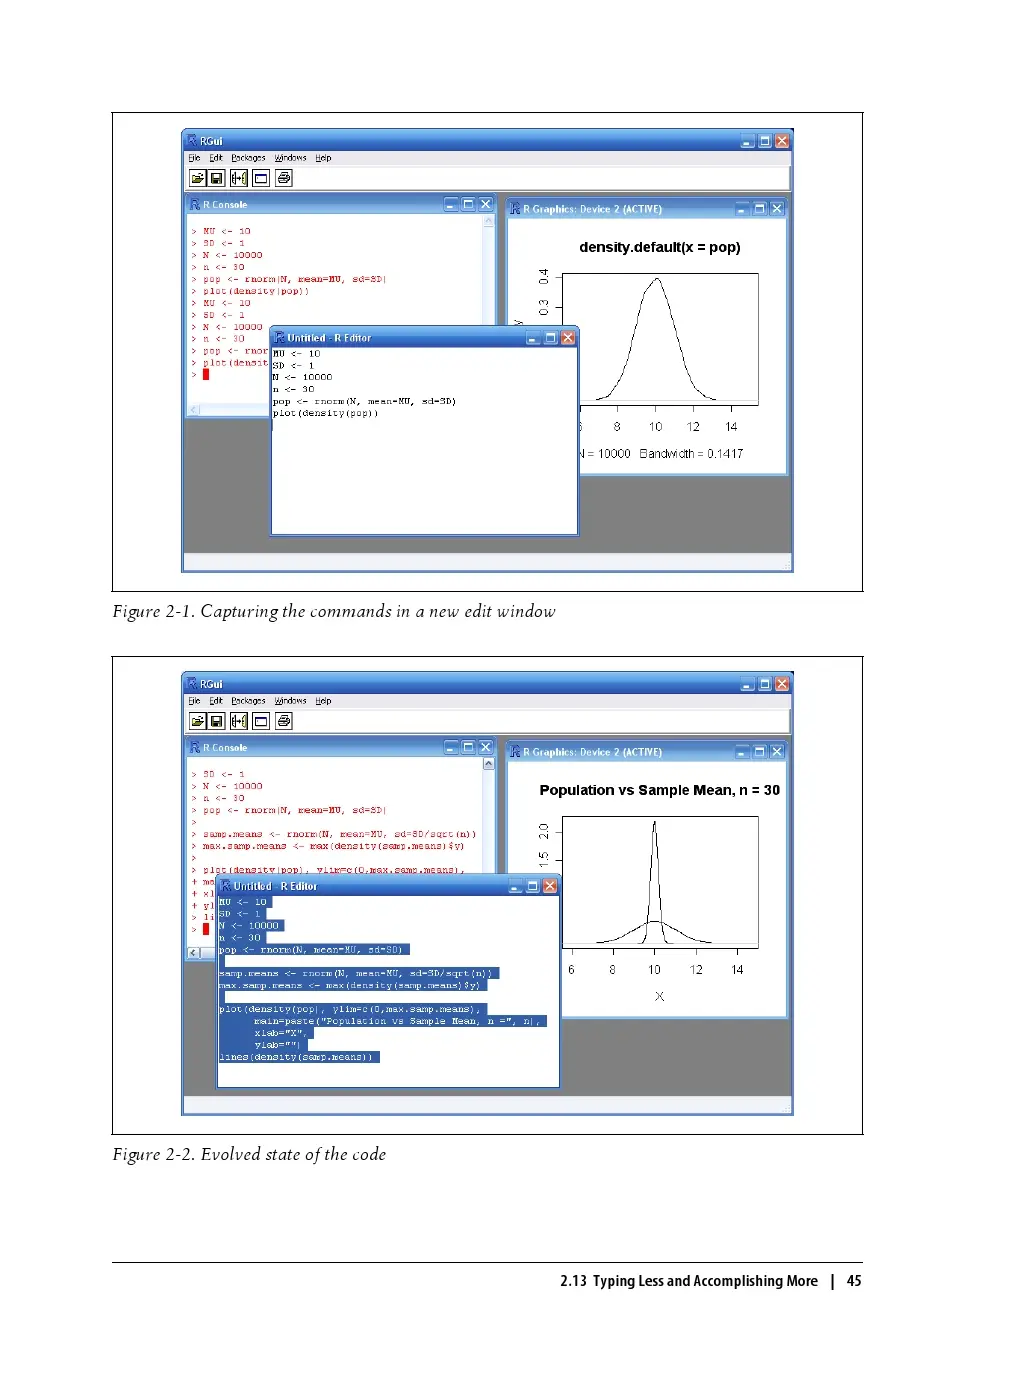 RGui
File Edit Packages Windows Help
R Console
> MU <- 10
> SD <- 1
> N <- 10000
> n <- 30
> pop <- rnorm(N, mean=MU, sd=SD)
> plot(density(pop))
> MU <- 10
> SD <- 1
> N <- 10000
> n <- 30
> pop <- rnor
> plot(densit
>
R Graphics: Device 2 (ACTIVE)
density.default(x = pop)
0.4
0.3
y
6 8 10 12 14
N = 10000 Bandwidth = 0.1417
Untitled - R Editor
MU <- 10
SD <- 1
N <- 10000
n <- 30
pop <- rnorm(N, mean=MU, sd=SD)
plot(density(pop))
Figure 2-1. Capturing the commands in a new edit window
RGui
File Edit Packages Windows Help
R Console
> SD <- 1
> N <- 10000
> n <- 30
> pop <- rnorm(N, mean=MU, sd=SD)
>
> samp.means <- rnorm(N, mean=MU, sd=SD/sqrt(n))
> max.samp.means <- max(density(samp.means)$y)
>
> plot(density(pop), ylim=c(0,max.samp.means),
+ ma
+ xl
+ yl
> li
>
R Graphics: Device 2 (ACTIVE)
Population vs Sample Mean, n = 30
2.0
1.5
6 8 10 12 14
X
Untitled - R Editor
MU <- 10
SD <- 1
N <- 10000
n <- 30
pop <- rnorm(N, mean=MU, sd=SD)
samp.means <- rnorm(N, mean=MU, sd=SD/sqrt(n))
max.samp.means <- max(density(samp.means)$y)
plot(density(pop), ylim=c(0,max.samp.means),
main=paste("Population vs Sample Mean, n =", n),
xlab="X",
ylab="")
lines(density(samp.means))
Figure 2-2. Evolved state of the code
2.13 Typing Less and Accomplishing More | 45